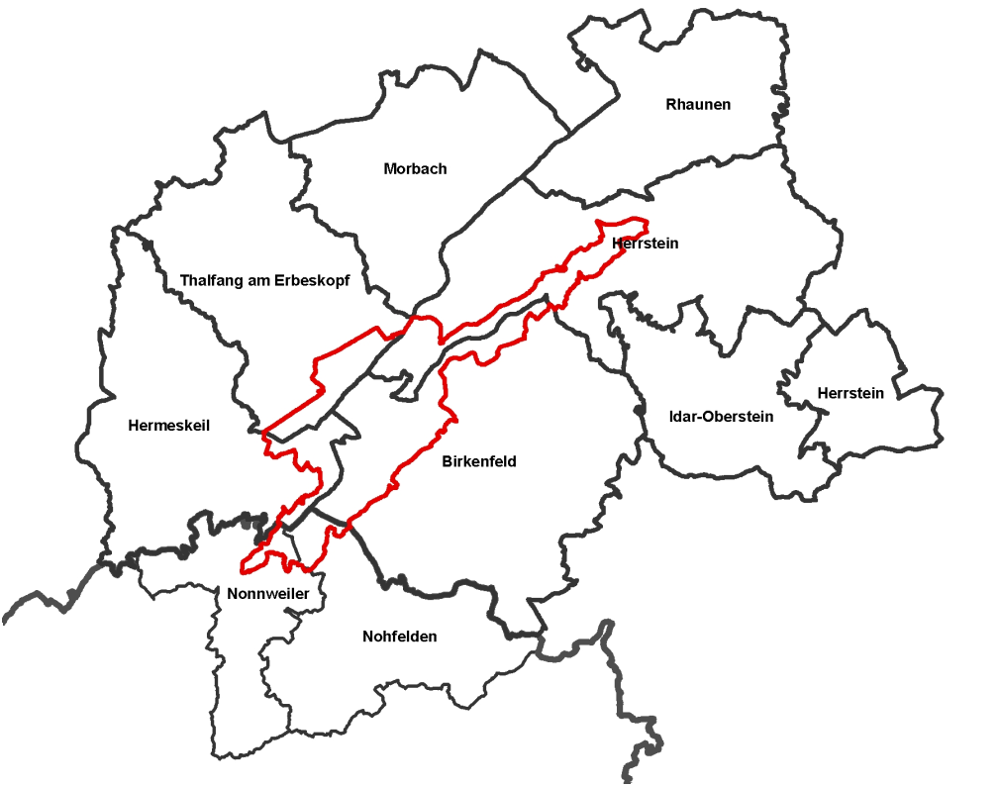 Rhaunen
Morbach
Herrstein
Thalfang am Erbeskopf
Herrstein
Idar-Oberstein
Hermeskeil
Birkenfeld
Nonnweiler
Nohfelden